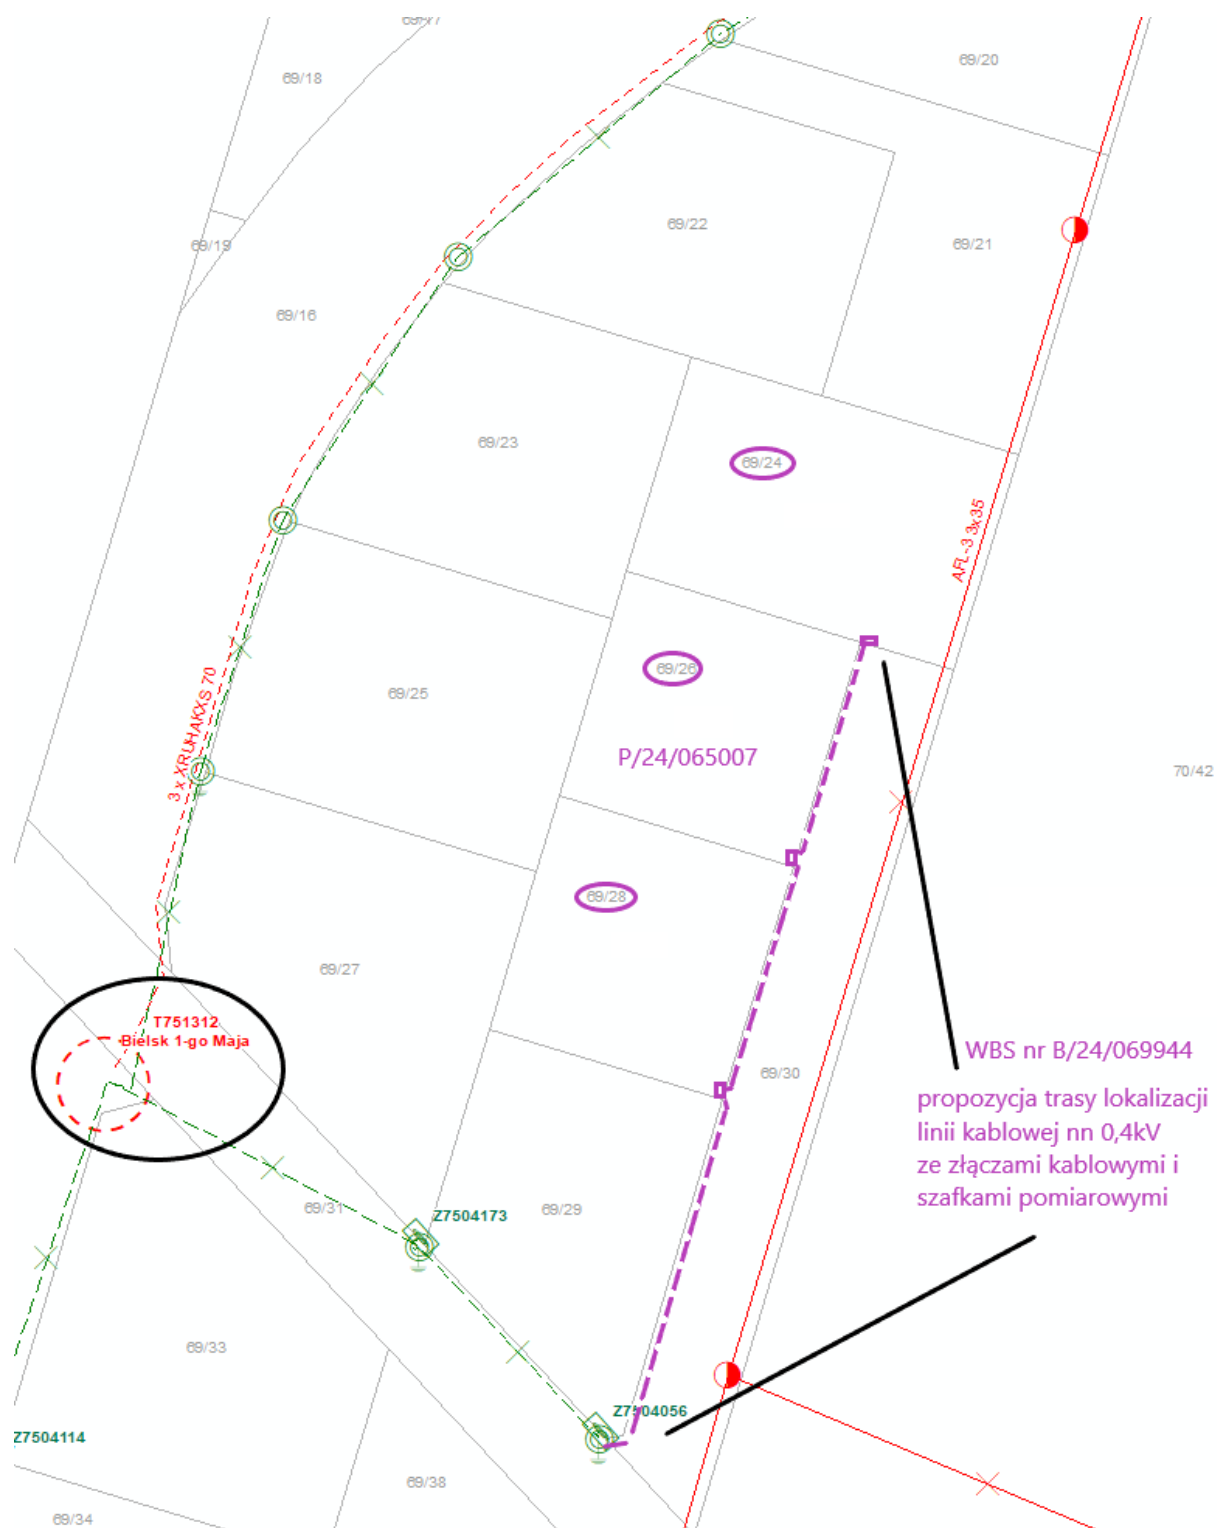 69/17
69/18
69/20
69/22
69/21
69/19
69/16
69/23
69/24
AFL-3 3x35
69/26
69/25
3 x XRUHAKXS 70
P/24/065007
70/42
69/28
69/27
T751312
Bielsk 1-go Maja
WBS nr B/24/069944
69/30
propozycja trasy lokalizacji
linii kablowej nn 0,4kV
ze złączami kablowymi i
szafkami pomiarowymi
69/31
Z7504173
69/29
69/33
Z7504056
Z7504114
69/38
69/34